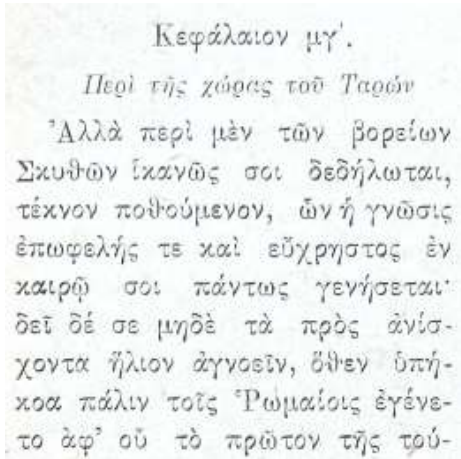 Κεφάλαιον μγ'.
Περὶ τῆς χώρας τοῦ Ταρών
Ἀλλὰ περὶ μὲν τῶν βορείων
Σκυθῶν ἱκανῶς σοι δεδήλωται,
τέκνον ποθούμενον, ὧν ἡ γνῶσις
ἐπωφελής τε καὶ εὔχρηστος ἐν
καιρῷ σοι πάντως γενήσεται·
δεῖ δέ σε μηδὲ τὰ πρὸς ἀνίσ-
χοντα ἥλιον ἀγνοεῖν, ὅθεν ὑπή-
κοα πάλιν τοῖς Ῥωμαίοις ἐγένε-
το ἀφ' οὗ τὸ πρῶτον τῆς τού-